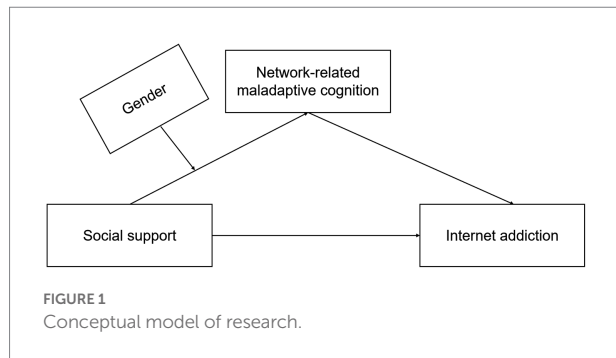 Gender
Network-related
maladaptive cognition
Social support
Internet addiction
FIGURE 1
Conceptual model of research.